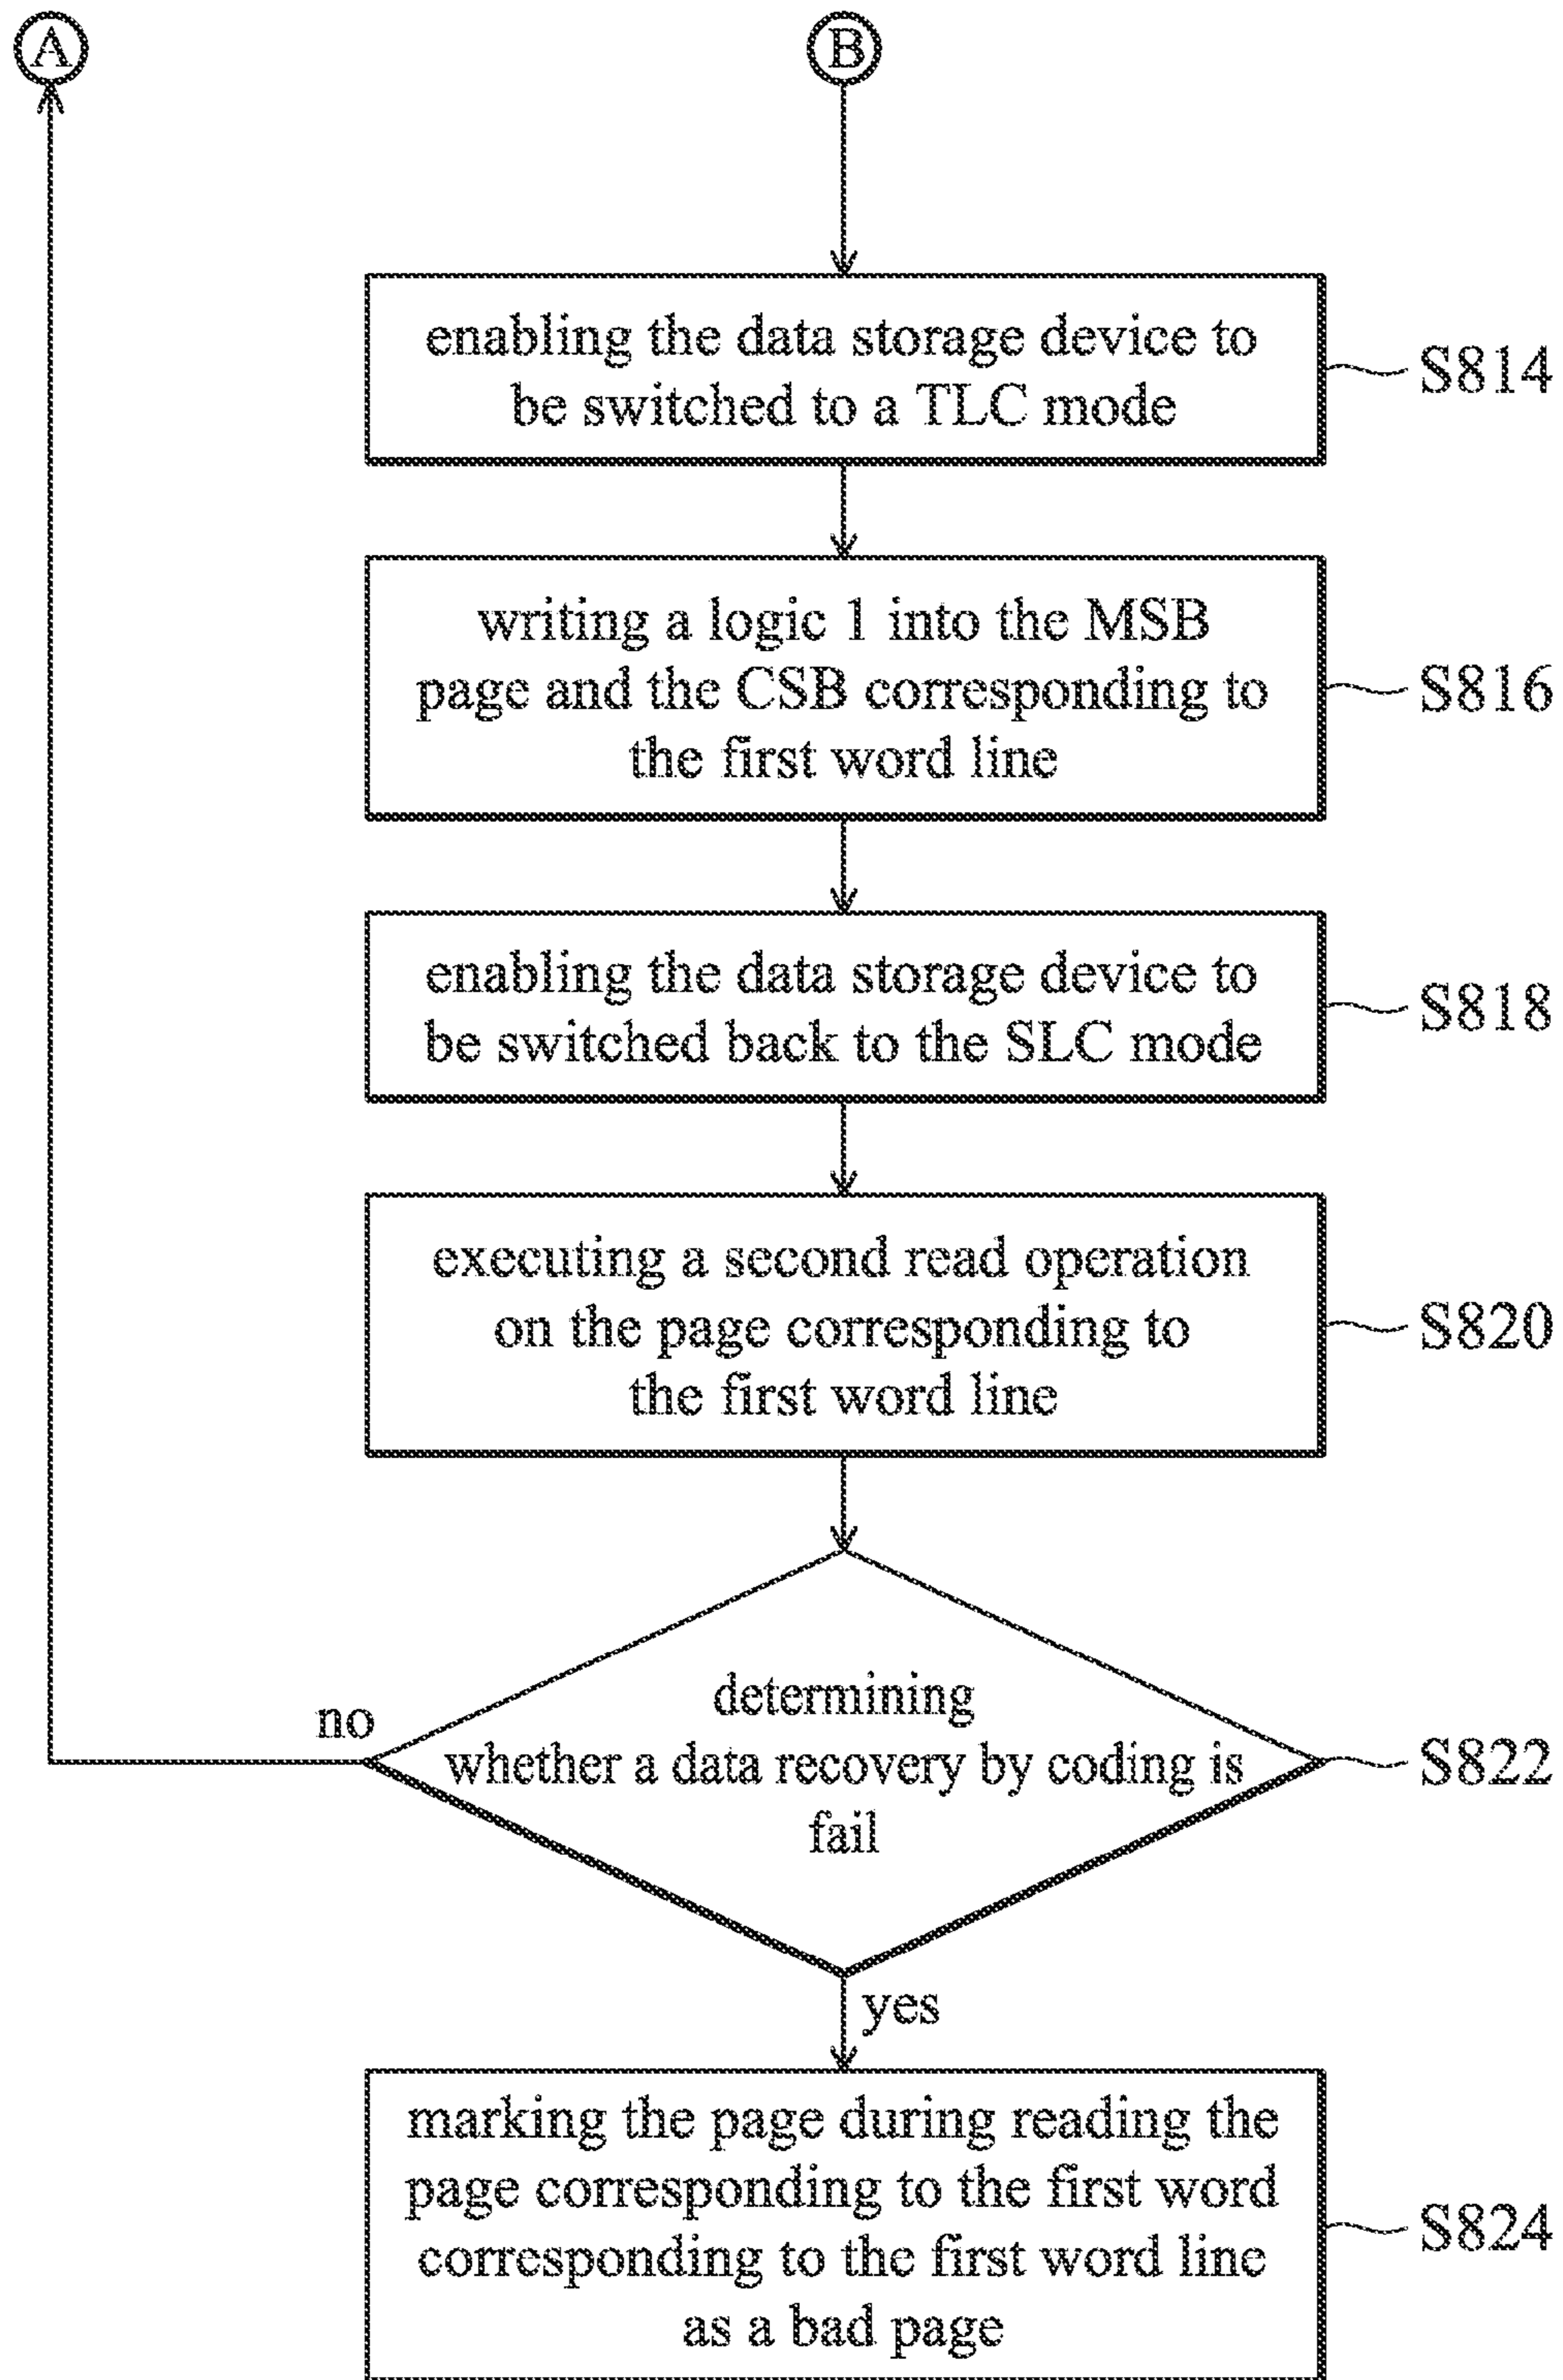 A
B
enabling the data storage device to
be switched to a TLC mode
S814
writing a logic 1 into the MSB
page and the CSB corresponding to
the first word line
S816
enabling the data storage device to
be switched back to the SLC mode
S818
executing a second read operation
on the page corresponding to
the first word line
S820
no
determining
whether a data recovery by coding is
fail
S822
yes
marking the page during reading the
page corresponding to the first word
corresponding to the first word line
as a bad page
S824